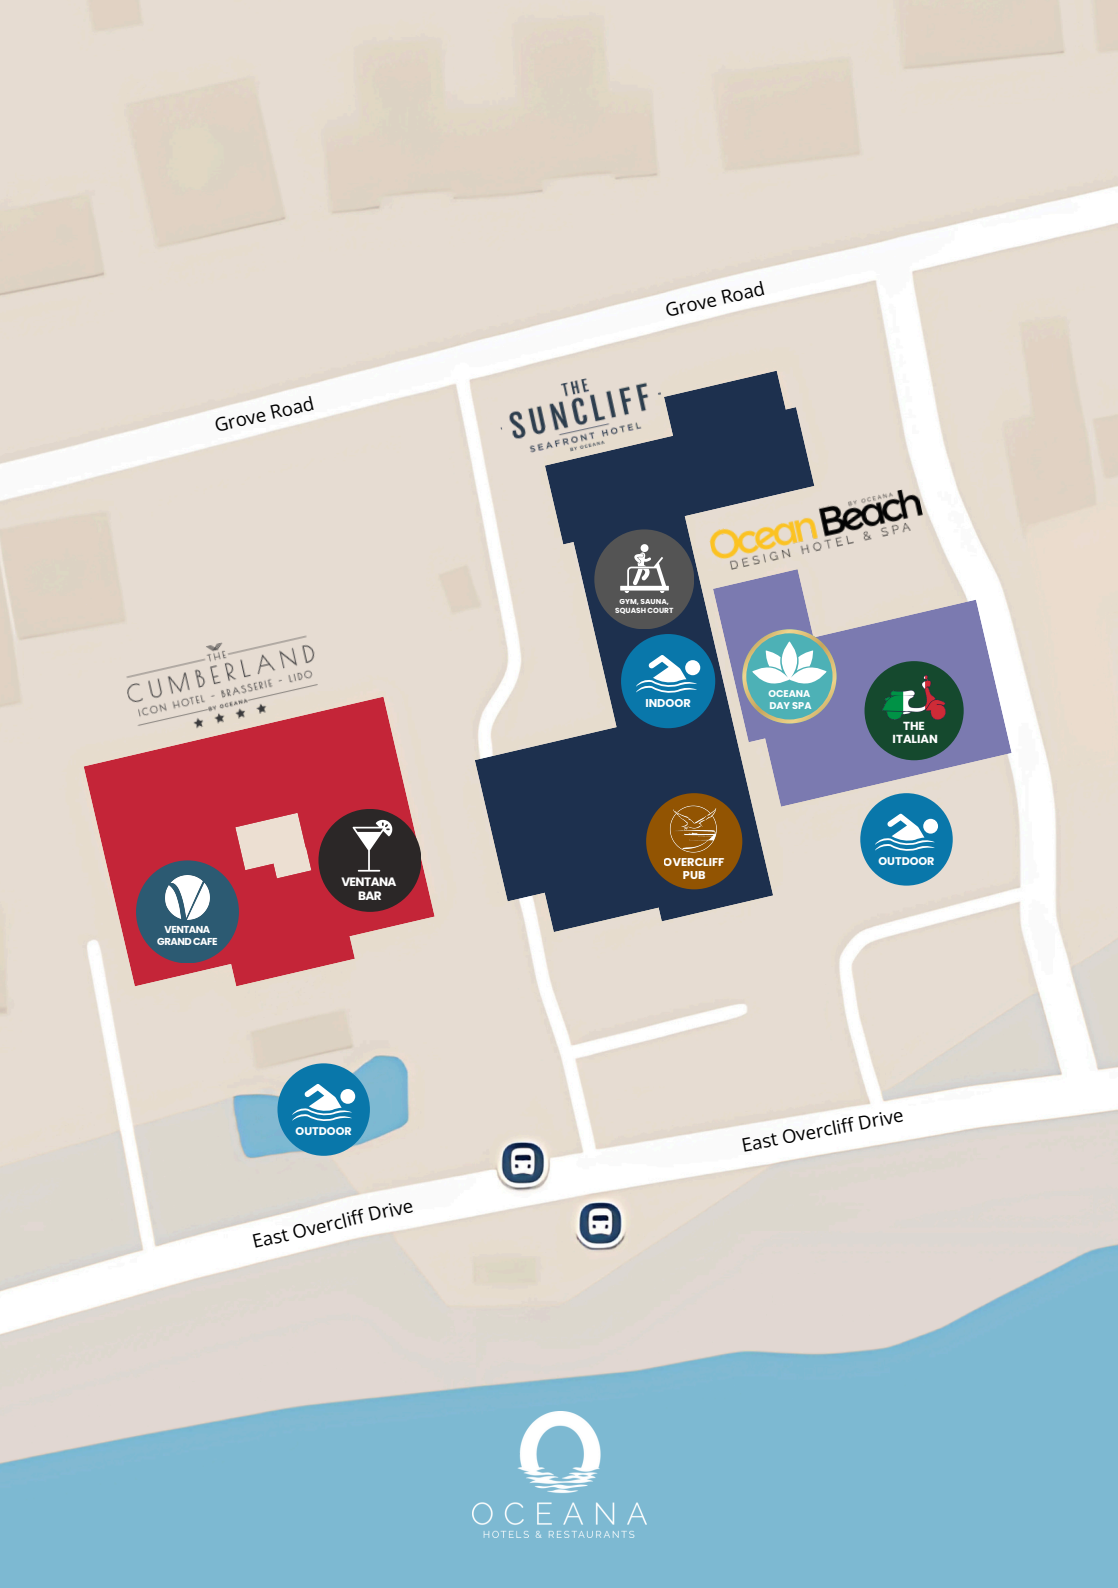 Grove Road
Grove Road
THE
SUNCLIFF
SEAFRONT HOTEL
BY OCEANA
BY OCEANA
Ocean Beach
DESIGN HOTEL & SPA
GYM, SAUNA,
SQUASH COURT
INDOOR
OCEANA
DAY SPA
THE
ITALIAN
THE
CUMBERLAND
ICON HOTEL - BRASSERIE - LIDO
BY OCEANA
VENTANA
BAR
OVERCLIFF
PUB
OUTDOOR
VENTANA
GRAND CAFE
OUTDOOR
East Overcliff Drive
East Overcliff Drive
OCEANA
HOTELS & RESTAURANTS